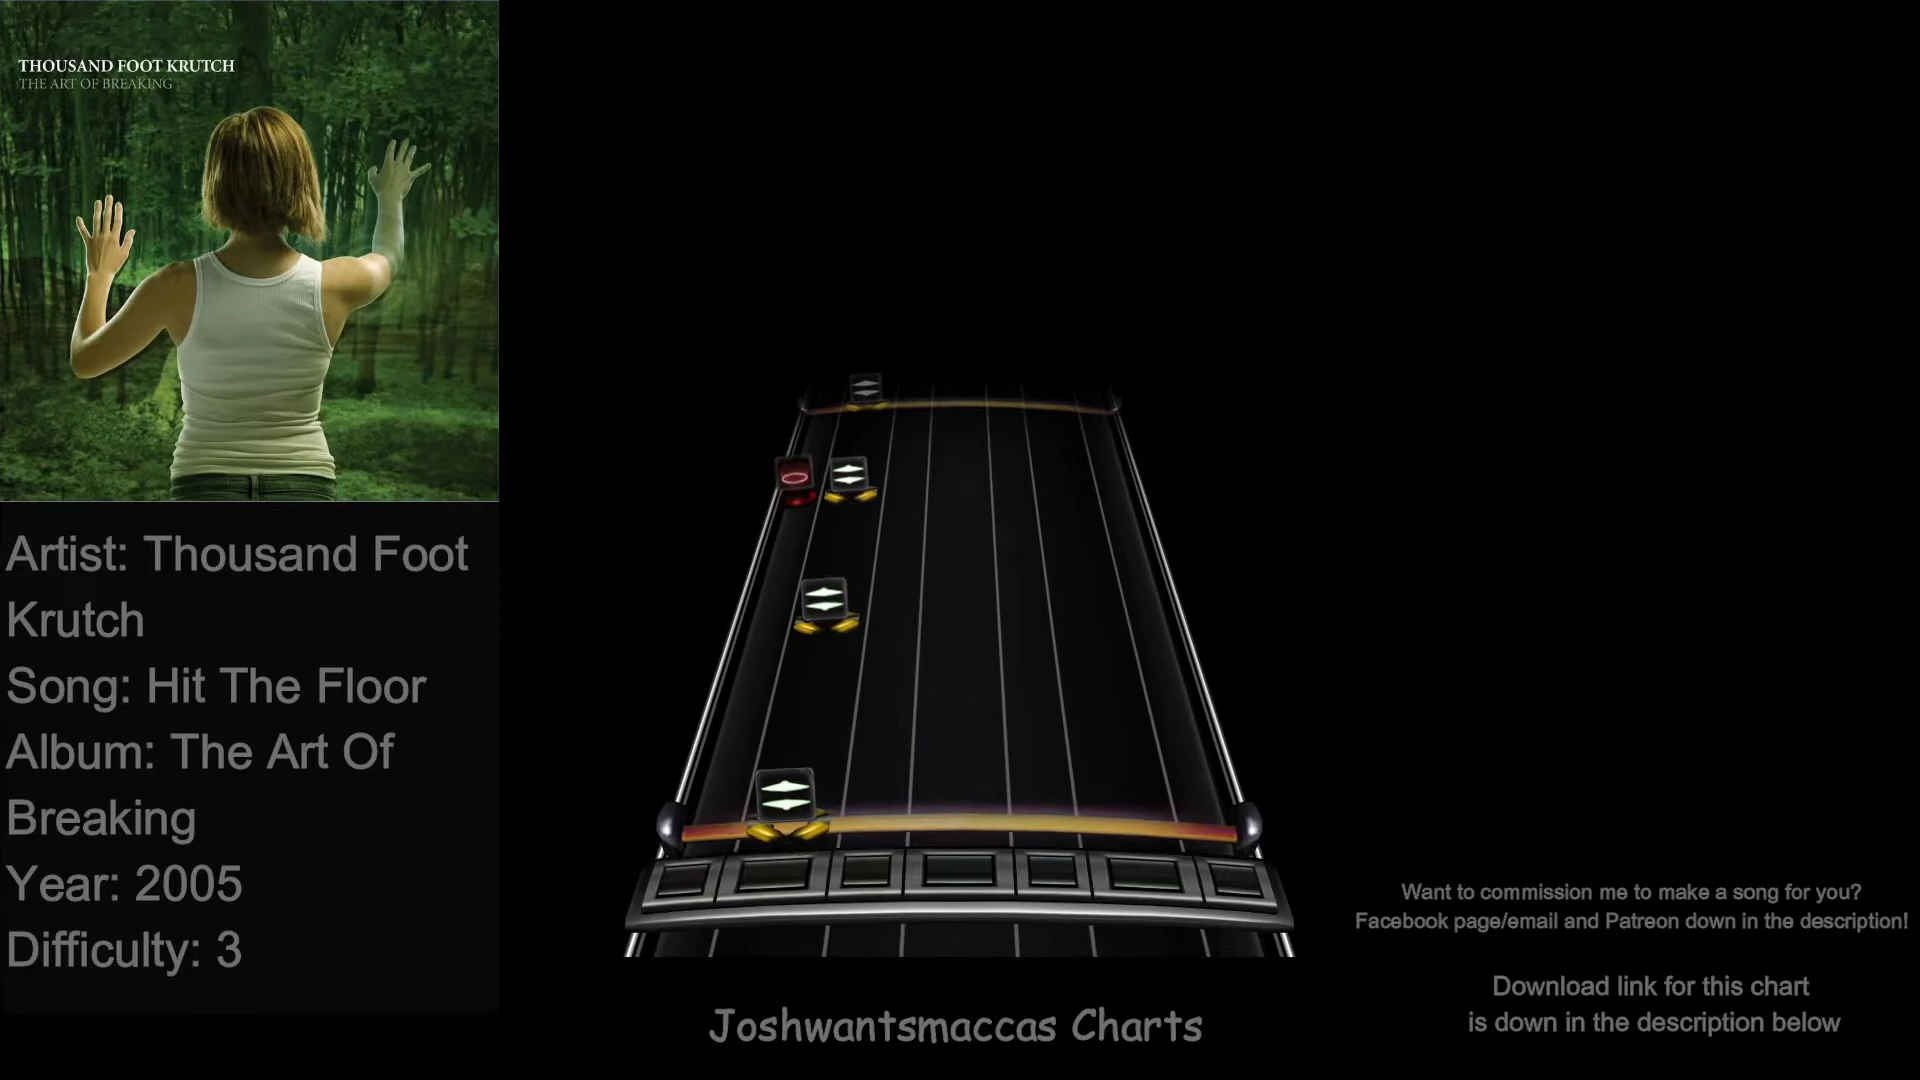 THOUSAND FOOT KRUTCH
THE ART OF BREAKING
Artist: Thousand Foot
Krutch
Song: Hit The Floor
Album: The Art Of
Breaking
Year: 2005
Difficulty: 3
Joshwantsmaccas Charts
Want to commission me to make a song for you?
Facebook page/email and Patreon down in the description!
Download link for this chart
is down in the description below